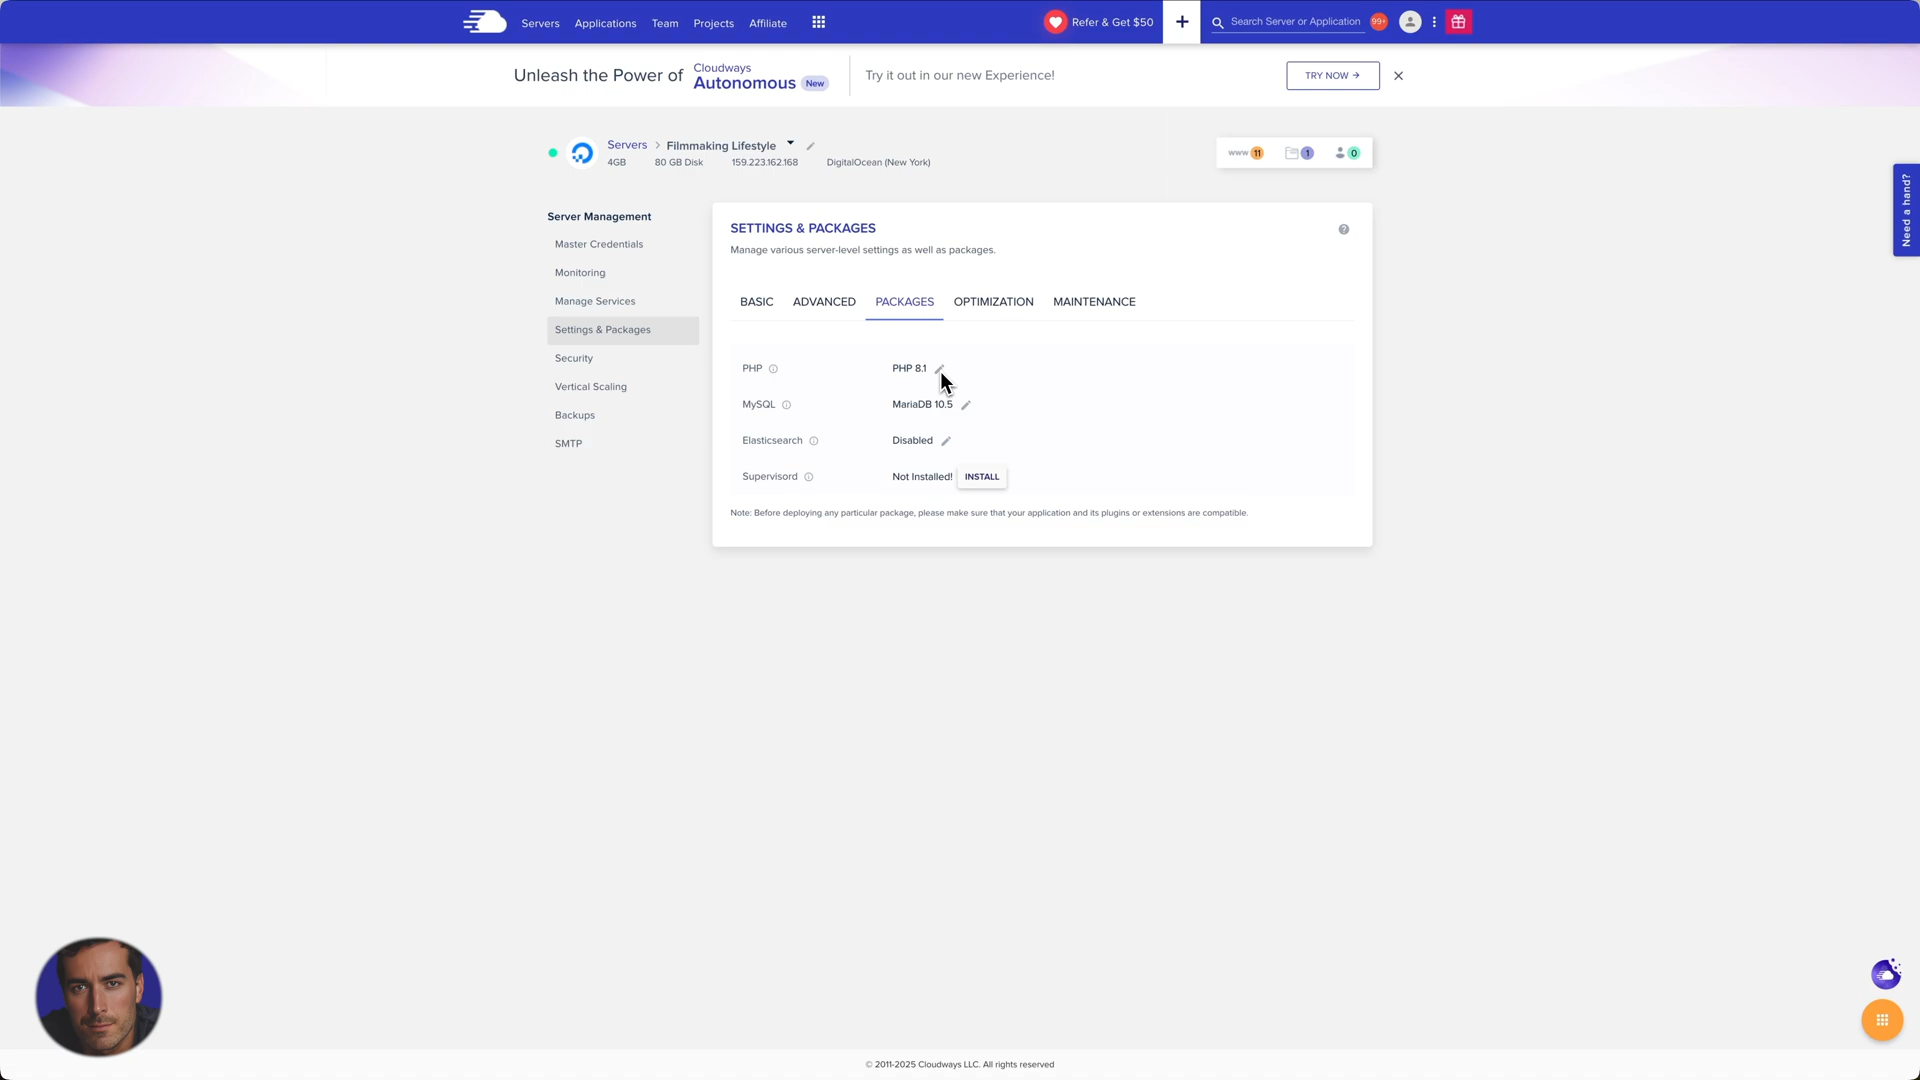 Servers Applications Team Projects Affiliate Refer & Get $50 + Search Server or Application 99+
Unleash the Power of Cloudways Autonomous New Try it out in our new Experience! TRY NOW → ×
Need a hand?
Servers > Filmmaking Lifestyle
4GB 80 GB Disk 159.223.162.168 DigitalOcean (New York)
www 11 1 0
Server Management
Master Credentials
Monitoring
Manage Services
Settings & Packages
Security
Vertical Scaling
Backups
SMTP
SETTINGS & PACKAGES
Manage various server-level settings as well as packages.
BASIC ADVANCED PACKAGES OPTIMIZATION MAINTENANCE
PHP PHP 8.1
MySQL MariaDB 10.5
Elasticsearch Disabled
Supervisord Not Installed! INSTALL
Note: Before deploying any particular package, please make sure that your application and its plugins or extensions are compatible.
© 2011-2025 Cloudways LLC. All rights reserved